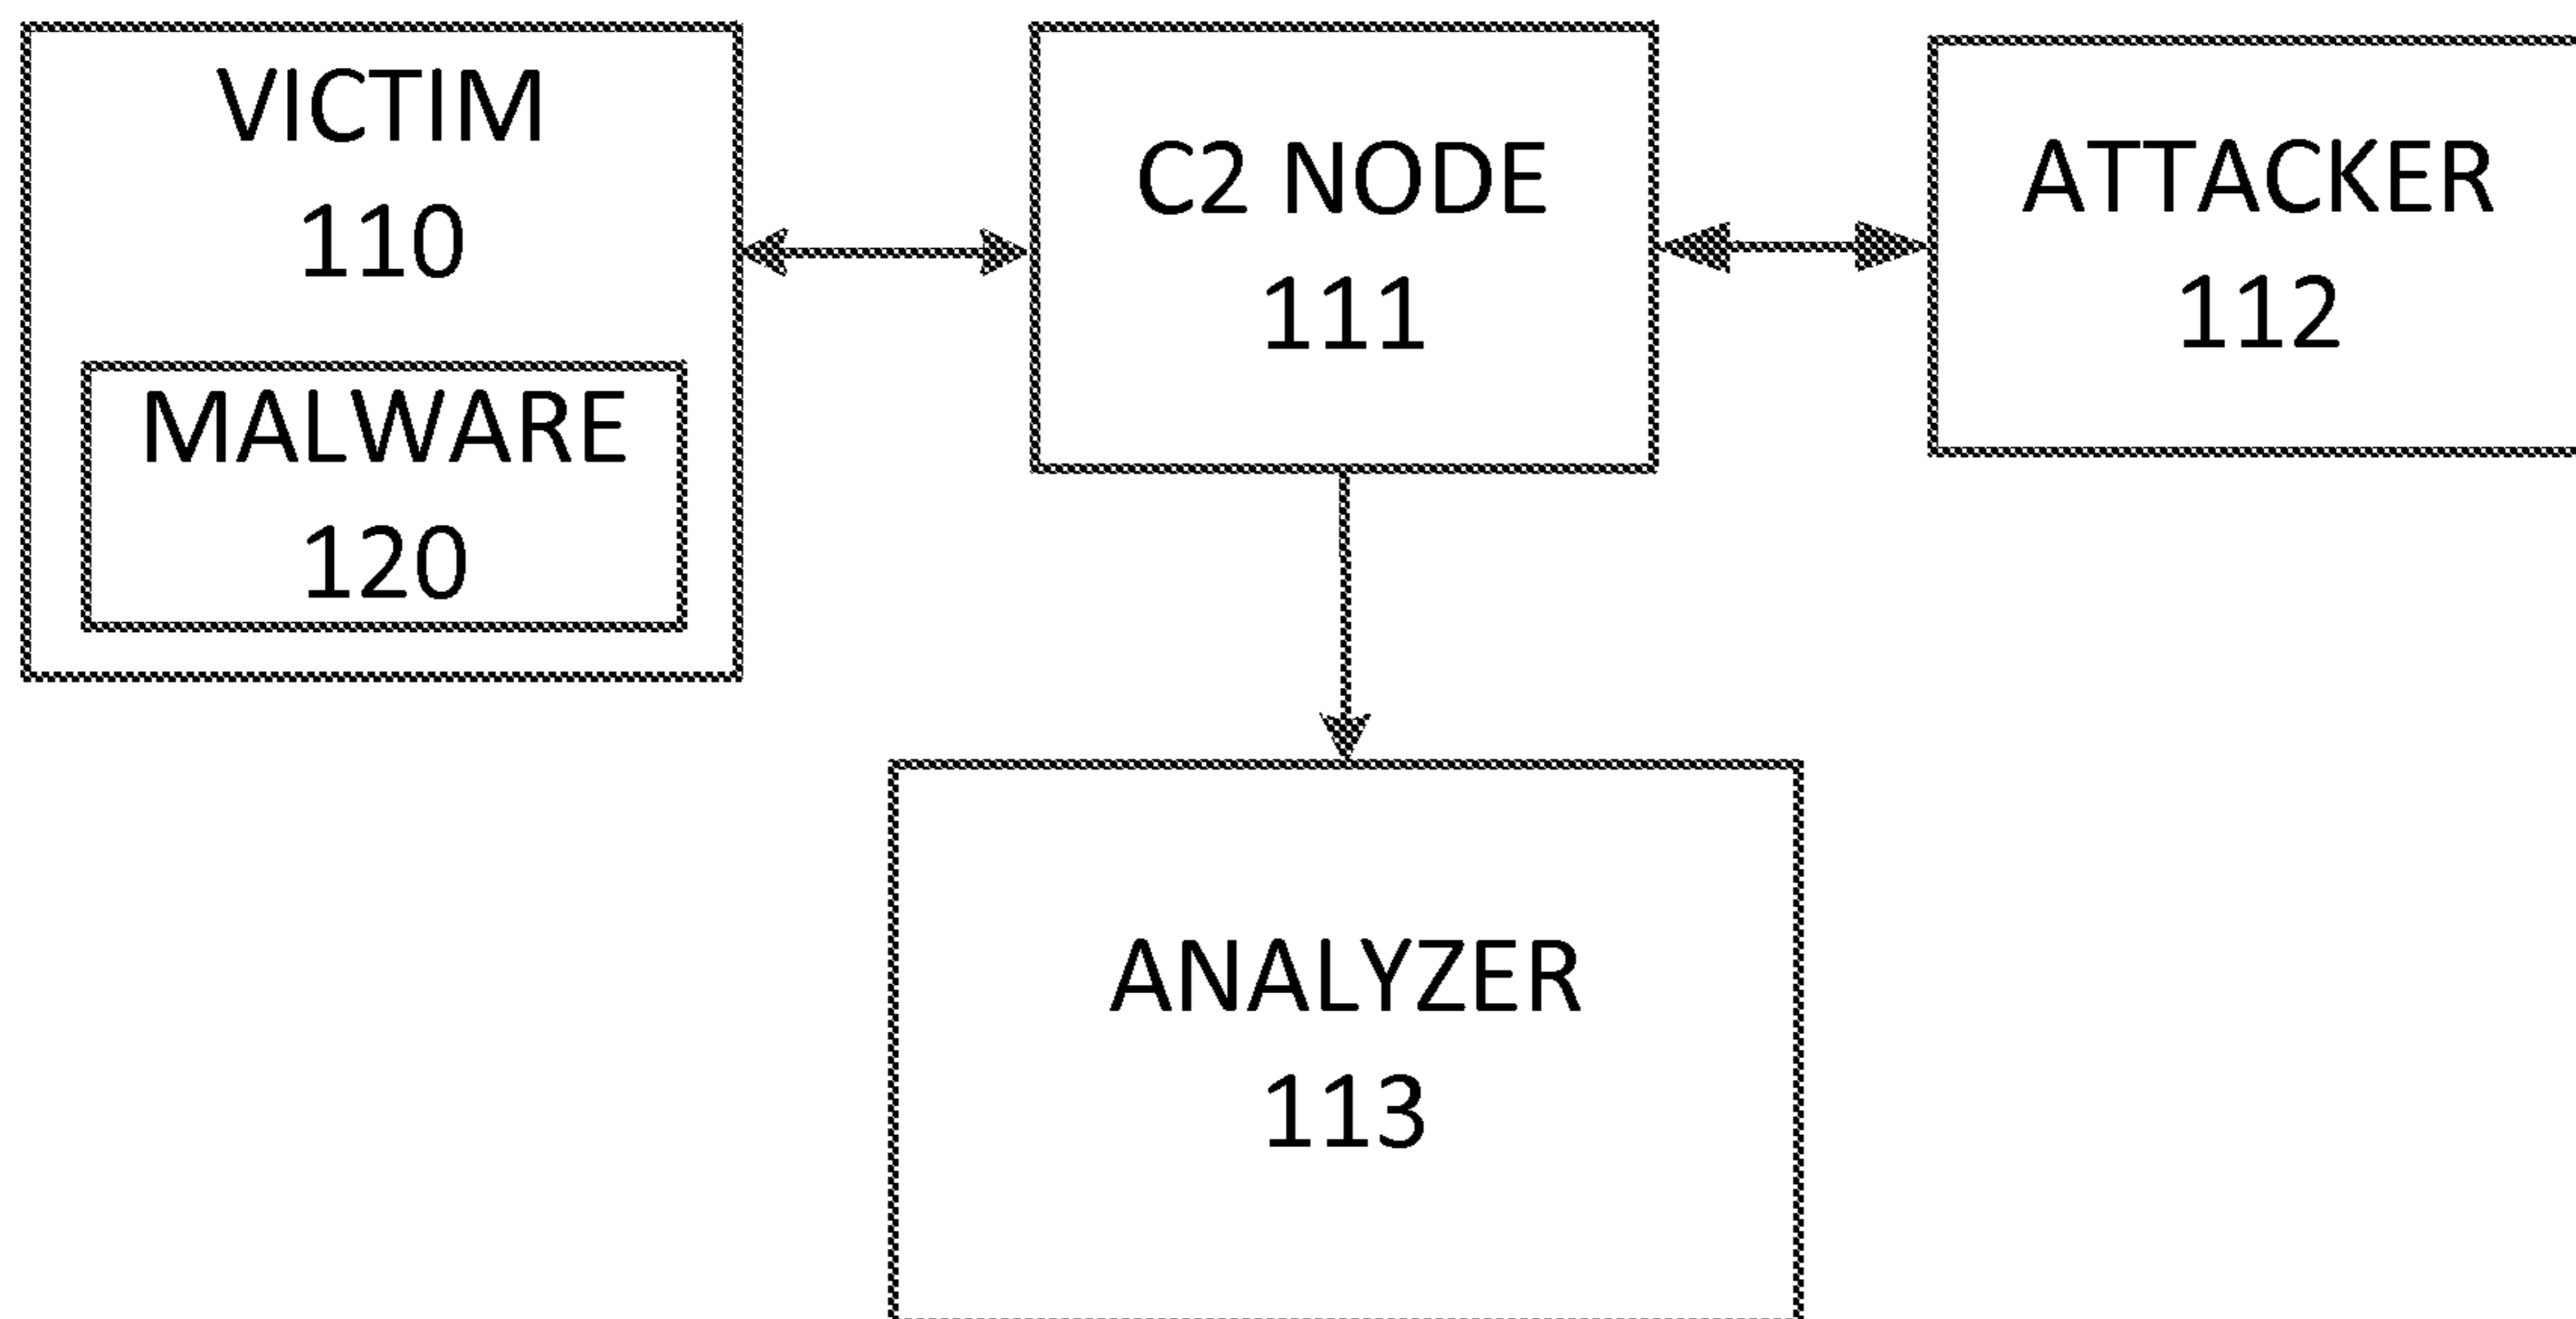 VICTIM
110
MALWARE
120
C2 NODE
111
ATTACKER
112
ANALYZER
113